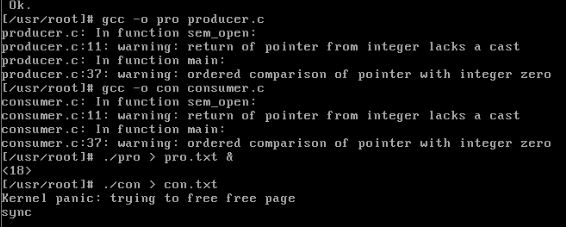 Ok.
[/usr/root]# gcc -o pro producer.c
producer.c: In function sem_open:
producer.c:11: warning: return of pointer from integer lacks a cast
producer.c: In function main:
producer.c:37: warning: ordered comparison of pointer with integer zero
[/usr/root]# gcc -o con consumer.c
consumer.c: In function sem_open:
consumer.c:11: warning: return of pointer from integer lacks a cast
consumer.c: In function main:
consumer.c:37: warning: ordered comparison of pointer with integer zero
[/usr/root]# ./pro > pro.txt &
<18>
[/usr/root]# ./con > con.txt
Kernel panic: trying to free free page
sync